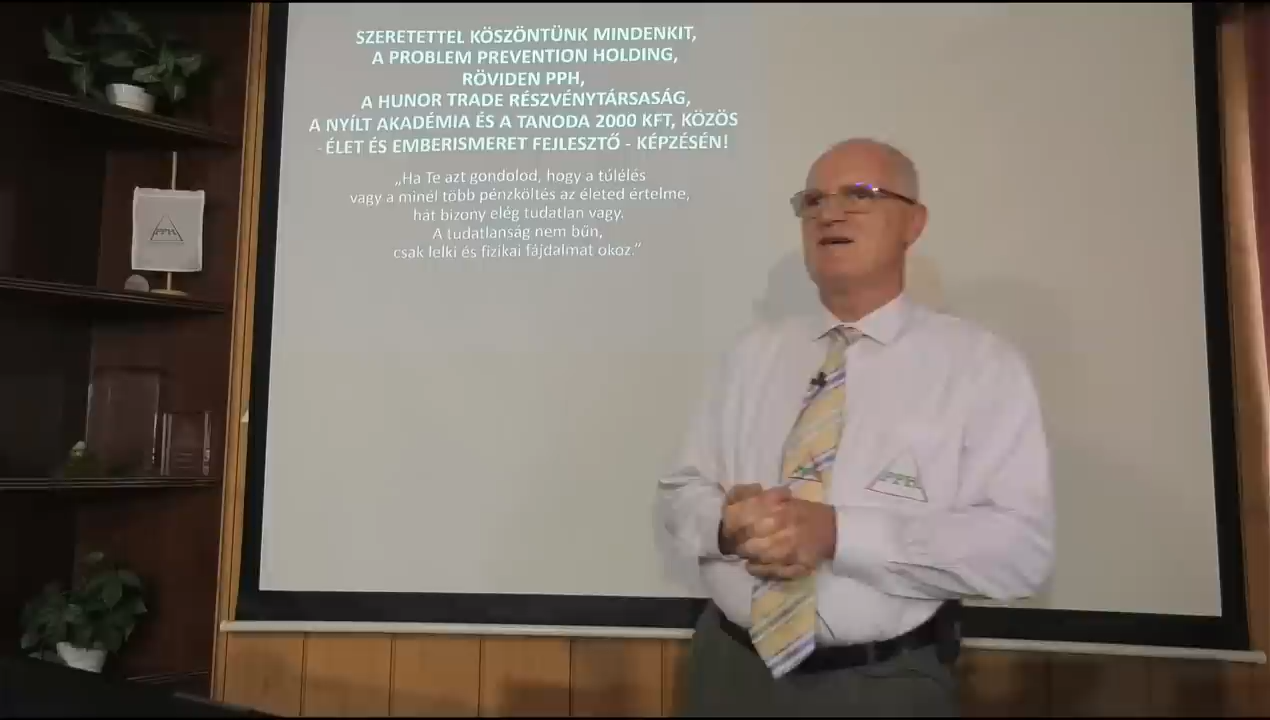 SZERETETTEL KÖSZÖNTÜNK MINDENKIT,
A PROBLEM PREVENTION HOLDING,
RÖVIDEN PPH,
A HUNOR TRADE RÉSZVÉNYTÁRSASÁG,
A NYÍLT AKADÉMIA ÉS A TANODA 2000 KFT, KÖZÖS
- ÉLET ÉS EMBERISMERET FEJLESZTŐ - KÉPZÉSÉN!
„Ha Te azt gondolod, hogy a túlélés
vagy a minél több pénzköltés az életed értelme,
hát bizony elég tudatlan vagy.
A tudatlanság nem bűn,
csak lelki és fizikai fájdalmat okoz.”
PPH
PPH